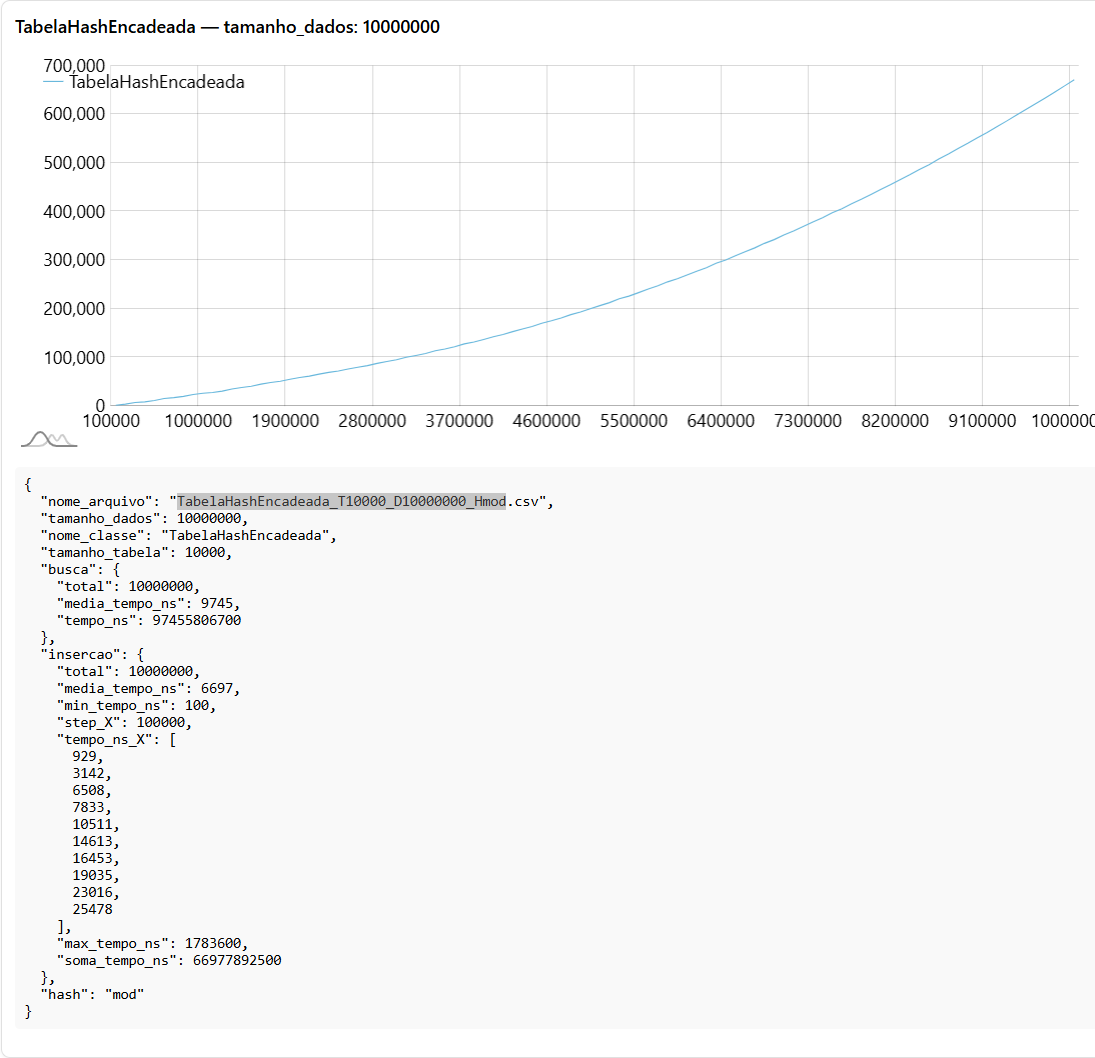 TabelaHashEncadeada — tamanho_dados: 10000000
700,000
TabelaHashEncadeada
600,000
500,000
400,000
300,000
200,000
100,000
0
100000 1000000 1900000 2800000 3700000 4600000 5500000 6400000 7300000 8200000 9100000 1000000
{
"nome_arquivo": "TabelaHashEncadeada_T10000_D10000000_Hmod.csv",
"tamanho_dados": 10000000,
"nome_classe": "TabelaHashEncadeada",
"tamanho_tabela": 10000,
"busca": {
"total": 10000000,
"media_tempo_ns": 9745,
"tempo_ns": 97455806700
},
"insercao": {
"total": 10000000,
"media_tempo_ns": 6697,
"min_tempo_ns": 100,
"step_X": 100000,
"tempo_ns_X": [
929,
3142,
6508,
7833,
10511,
14613,
16453,
19035,
23016,
25478
],
"max_tempo_ns": 1783600,
"soma_tempo_ns": 66977892500
},
"hash": "mod"
}